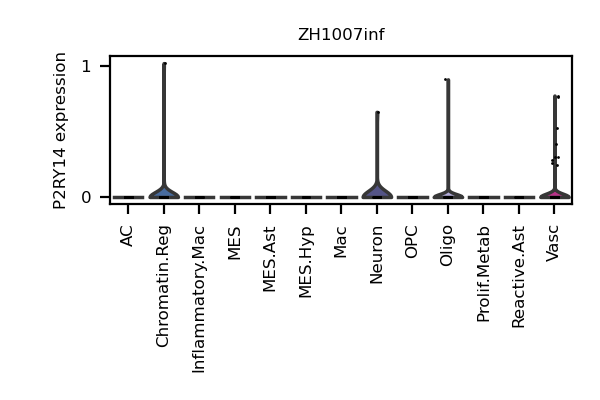 ZH1007inf
P2RY14 expression
1
0
AC
Chromatin.Reg
Inflammatory.Mac
MES
MES.Ast
MES.Hyp
Mac
Neuron
OPC
Oligo
Prolif.Metab
Reactive.Ast
Vasc